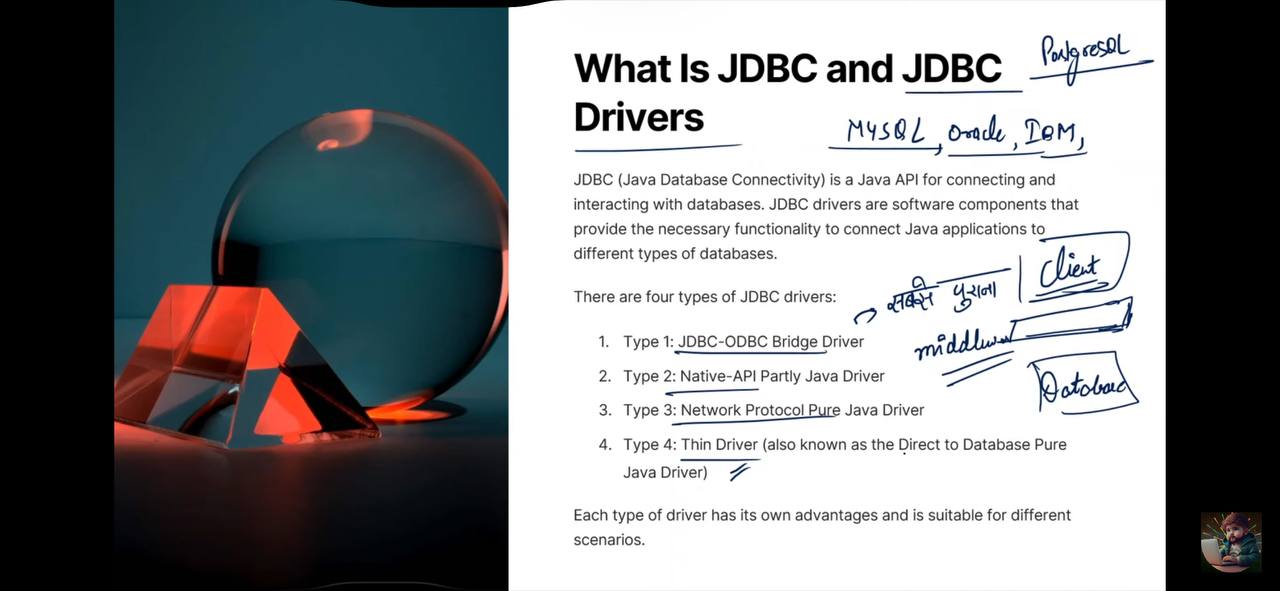 What Is JDBC and JDBC
PostgreSQL
Drivers
MYSQL, Oracle, IBM,
JDBC (Java Database Connectivity) is a Java API for connecting and
interacting with databases. JDBC drivers are software components that
provide the necessary functionality to connect Java applications to
different types of databases.
Client
There are four types of JDBC drivers:
सबसे पुराना
1. Type 1: JDBC-ODBC Bridge Driver
2. Type 2: Native-API Partly Java Driver
3. Type 3: Network Protocol Pure Java Driver
4. Type 4: Thin Driver (also known as the Direct to Database Pure
Java Driver)
Each type of driver has its own advantages and is suitable for different
scenarios.